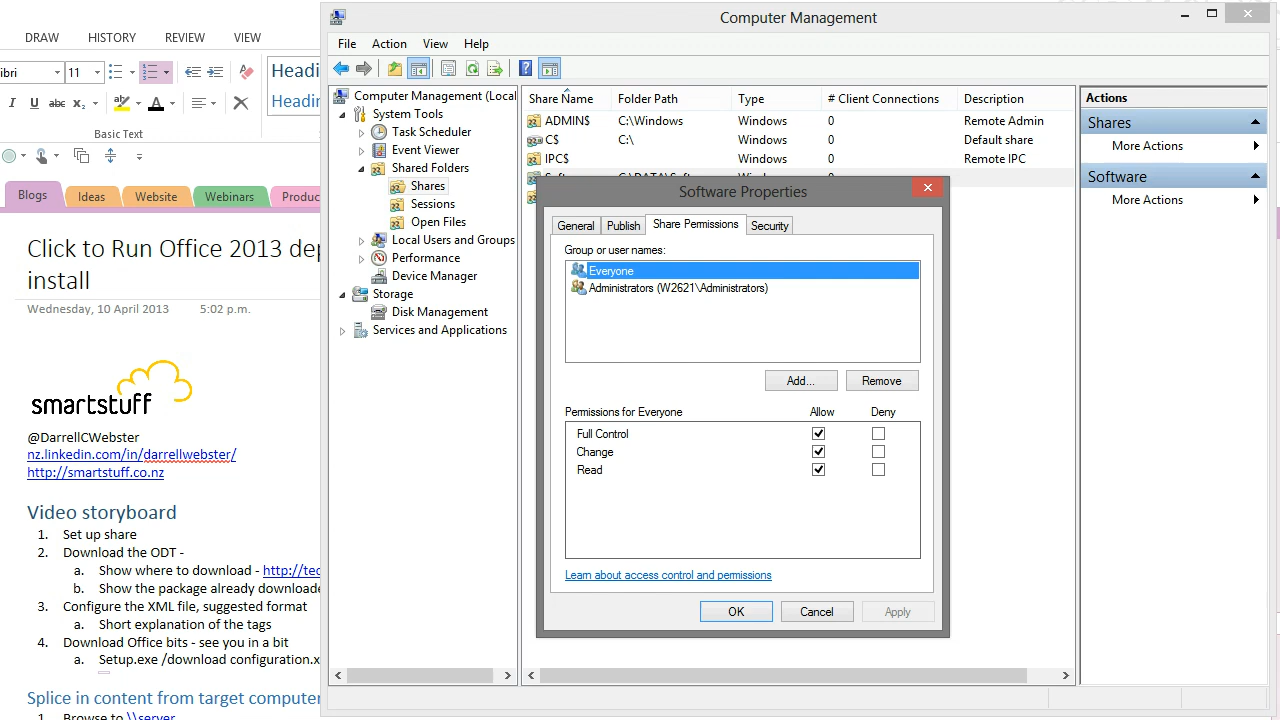 DRAW HISTORY REVIEW VIEW
ibri 11
Headin
Basic Text
Blogs Ideas Website Webinars Produc
Click to Run Office 2013 dep
install
Wednesday, 10 April 2013 5:02 p.m.
smartstuff
@DarrellCWebster
nz.linkedin.com/in/darrellwebster/
http://smartstuff.co.nz
Video storyboard
1. Set up share
2. Download the ODT -
a. Show where to download - http://tec
b. Show the package already downloade
3. Configure the XML file, suggested format
a. Short explanation of the tags
4. Download Office bits - see you in a bit
a. Setup.exe /download configuration.x
Splice in content from target computer
1. Browse to \\server
Computer Management
File Action View Help
Computer Management (Local
System Tools
Task Scheduler
Event Viewer
Shared Folders
Shares
Sessions
Open Files
Local Users and Groups
Performance
Device Manager
Storage
Disk Management
Services and Applications
Share Name Folder Path Type # Client Connections Description
ADMIN$ C:\Windows Windows 0 Remote Admin
C$ C:\ Windows 0 Default share
IPC$ Windows 0 Remote IPC
Software Properties
General Publish Share Permissions Security
Group or user names:
Everyone
Administrators (W2621\Administrators)
Add... Remove
Permissions for Everyone Allow Deny
Full Control
Change
Read
Learn about access control and permissions
OK Cancel Apply
Actions
Shares
More Actions
Software
More Actions